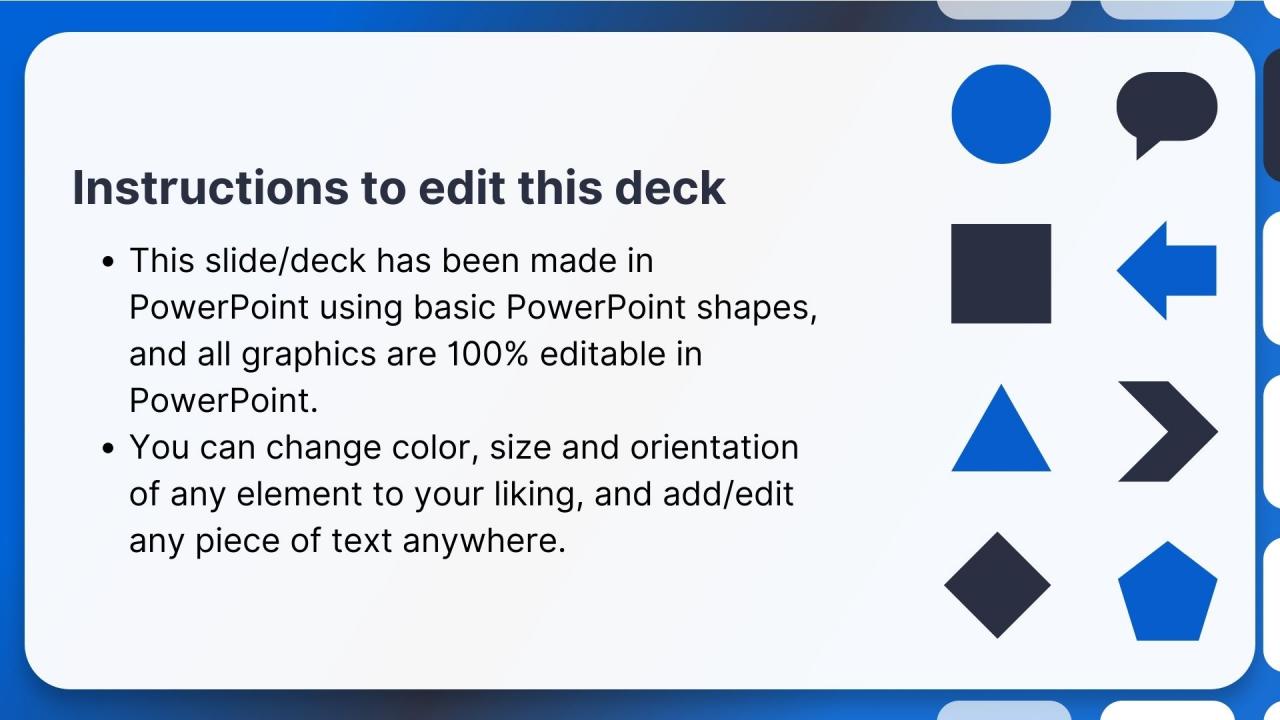 Instructions to edit this deck
• This slide/deck has been made in
PowerPoint using basic PowerPoint shapes,
and all graphics are 100% editable in
PowerPoint.
• You can change color, size and orientation
of any element to your liking, and add/edit
any piece of text anywhere.